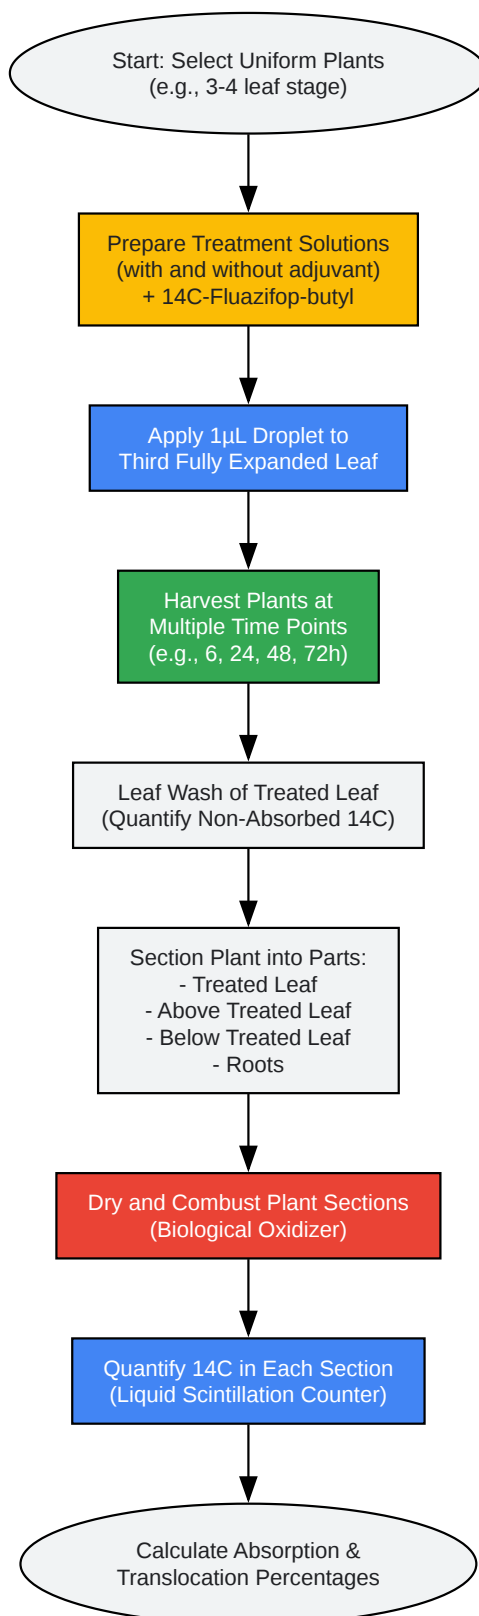 Start: Select Uniform Plants
(e.g., 3-4 leaf stage)
Prepare Treatment Solutions
(with and without adjuvant)
+ 14C-Fluazifop-butyl
Apply 1µL Droplet to
Third Fully Expanded Leaf
Harvest Plants at
Multiple Time Points
(e.g., 6, 24, 48, 72h)
Leaf Wash of Treated Leaf
(Quantify Non-Absorbed 14C)
Section Plant into Parts:
- Treated Leaf
- Above Treated Leaf
- Below Treated Leaf
- Roots
Dry and Combust Plant Sections
(Biological Oxidizer)
Quantify 14C in Each Section
(Liquid Scintillation Counter)
Calculate Absorption &
Translocation Percentages